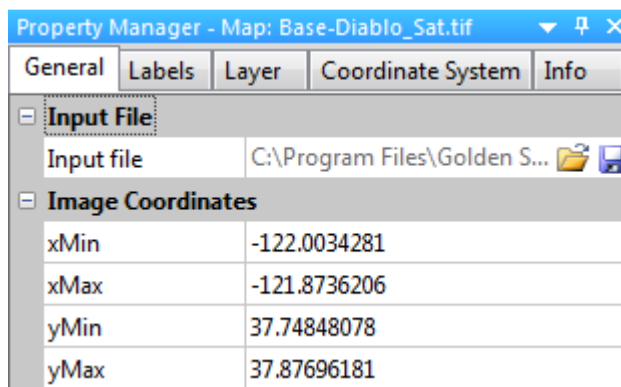 Property Manager - Map: Base-Diablo_Sat.tif
General Labels Layer Coordinate System Info
Input File
Input file C:\Program Files\Golden S...
Image Coordinates
xMin -122.0034281
xMax -121.8736206
yMin 37.74848078
yMax 37.87696181